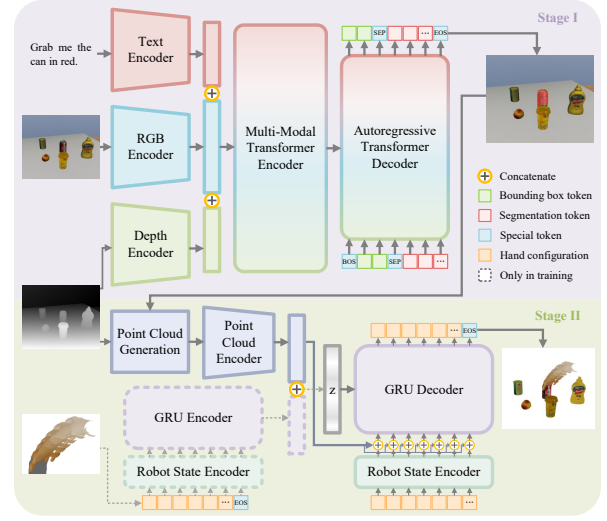 Stage I
Grab me the
can in red.
Text
Encoder
SEP
...
EOS
RGB
Encoder
Multi-Modal
Transformer
Encoder
Autoregressive
Transformer
Decoder
Depth
Encoder
BOS
SEP
...
Concatenate
Bounding box token
Segmentation token
Special token
Hand configuration
Only in training
Stage II
Point Cloud
Generation
Point
Cloud
Encoder
... EOS
z
GRU Decoder
GRU Encoder
Robot State Encoder
Robot State Encoder
... EOS
...